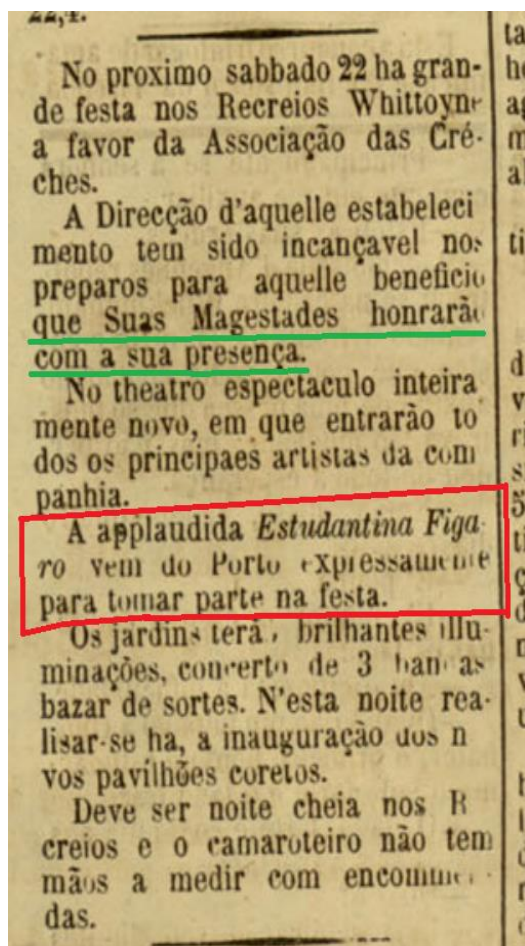 No proximo sabbado 22 ha gran-
de festa nos Recreios Whittoyne
a favor da Associação das Cré-
ches.
A Direcção d'aquelle estabeleci
mento tem sido incançavel nos
preparos para aquelle beneficio
que Suas Magestades honrarão
com a sua presença.
No theatro espectaculo inteira
mente novo, em que entrarão to
dos os principaes artistas da com
panhia.
A applaudida Estudantina Figa-
ro vem do Porto expressamente
para tomar parte na festa.
Os jardins terã brilhantes illu-
minações, concerto de 3 bandas
bazar de sortes. N'esta noite rea-
lisar-se ha, a inauguração dos n
vos pavilhões coretos.
Deve ser noite cheia nos R
creios e o camaroteiro não tem
mãos a medir com encommen-
das.